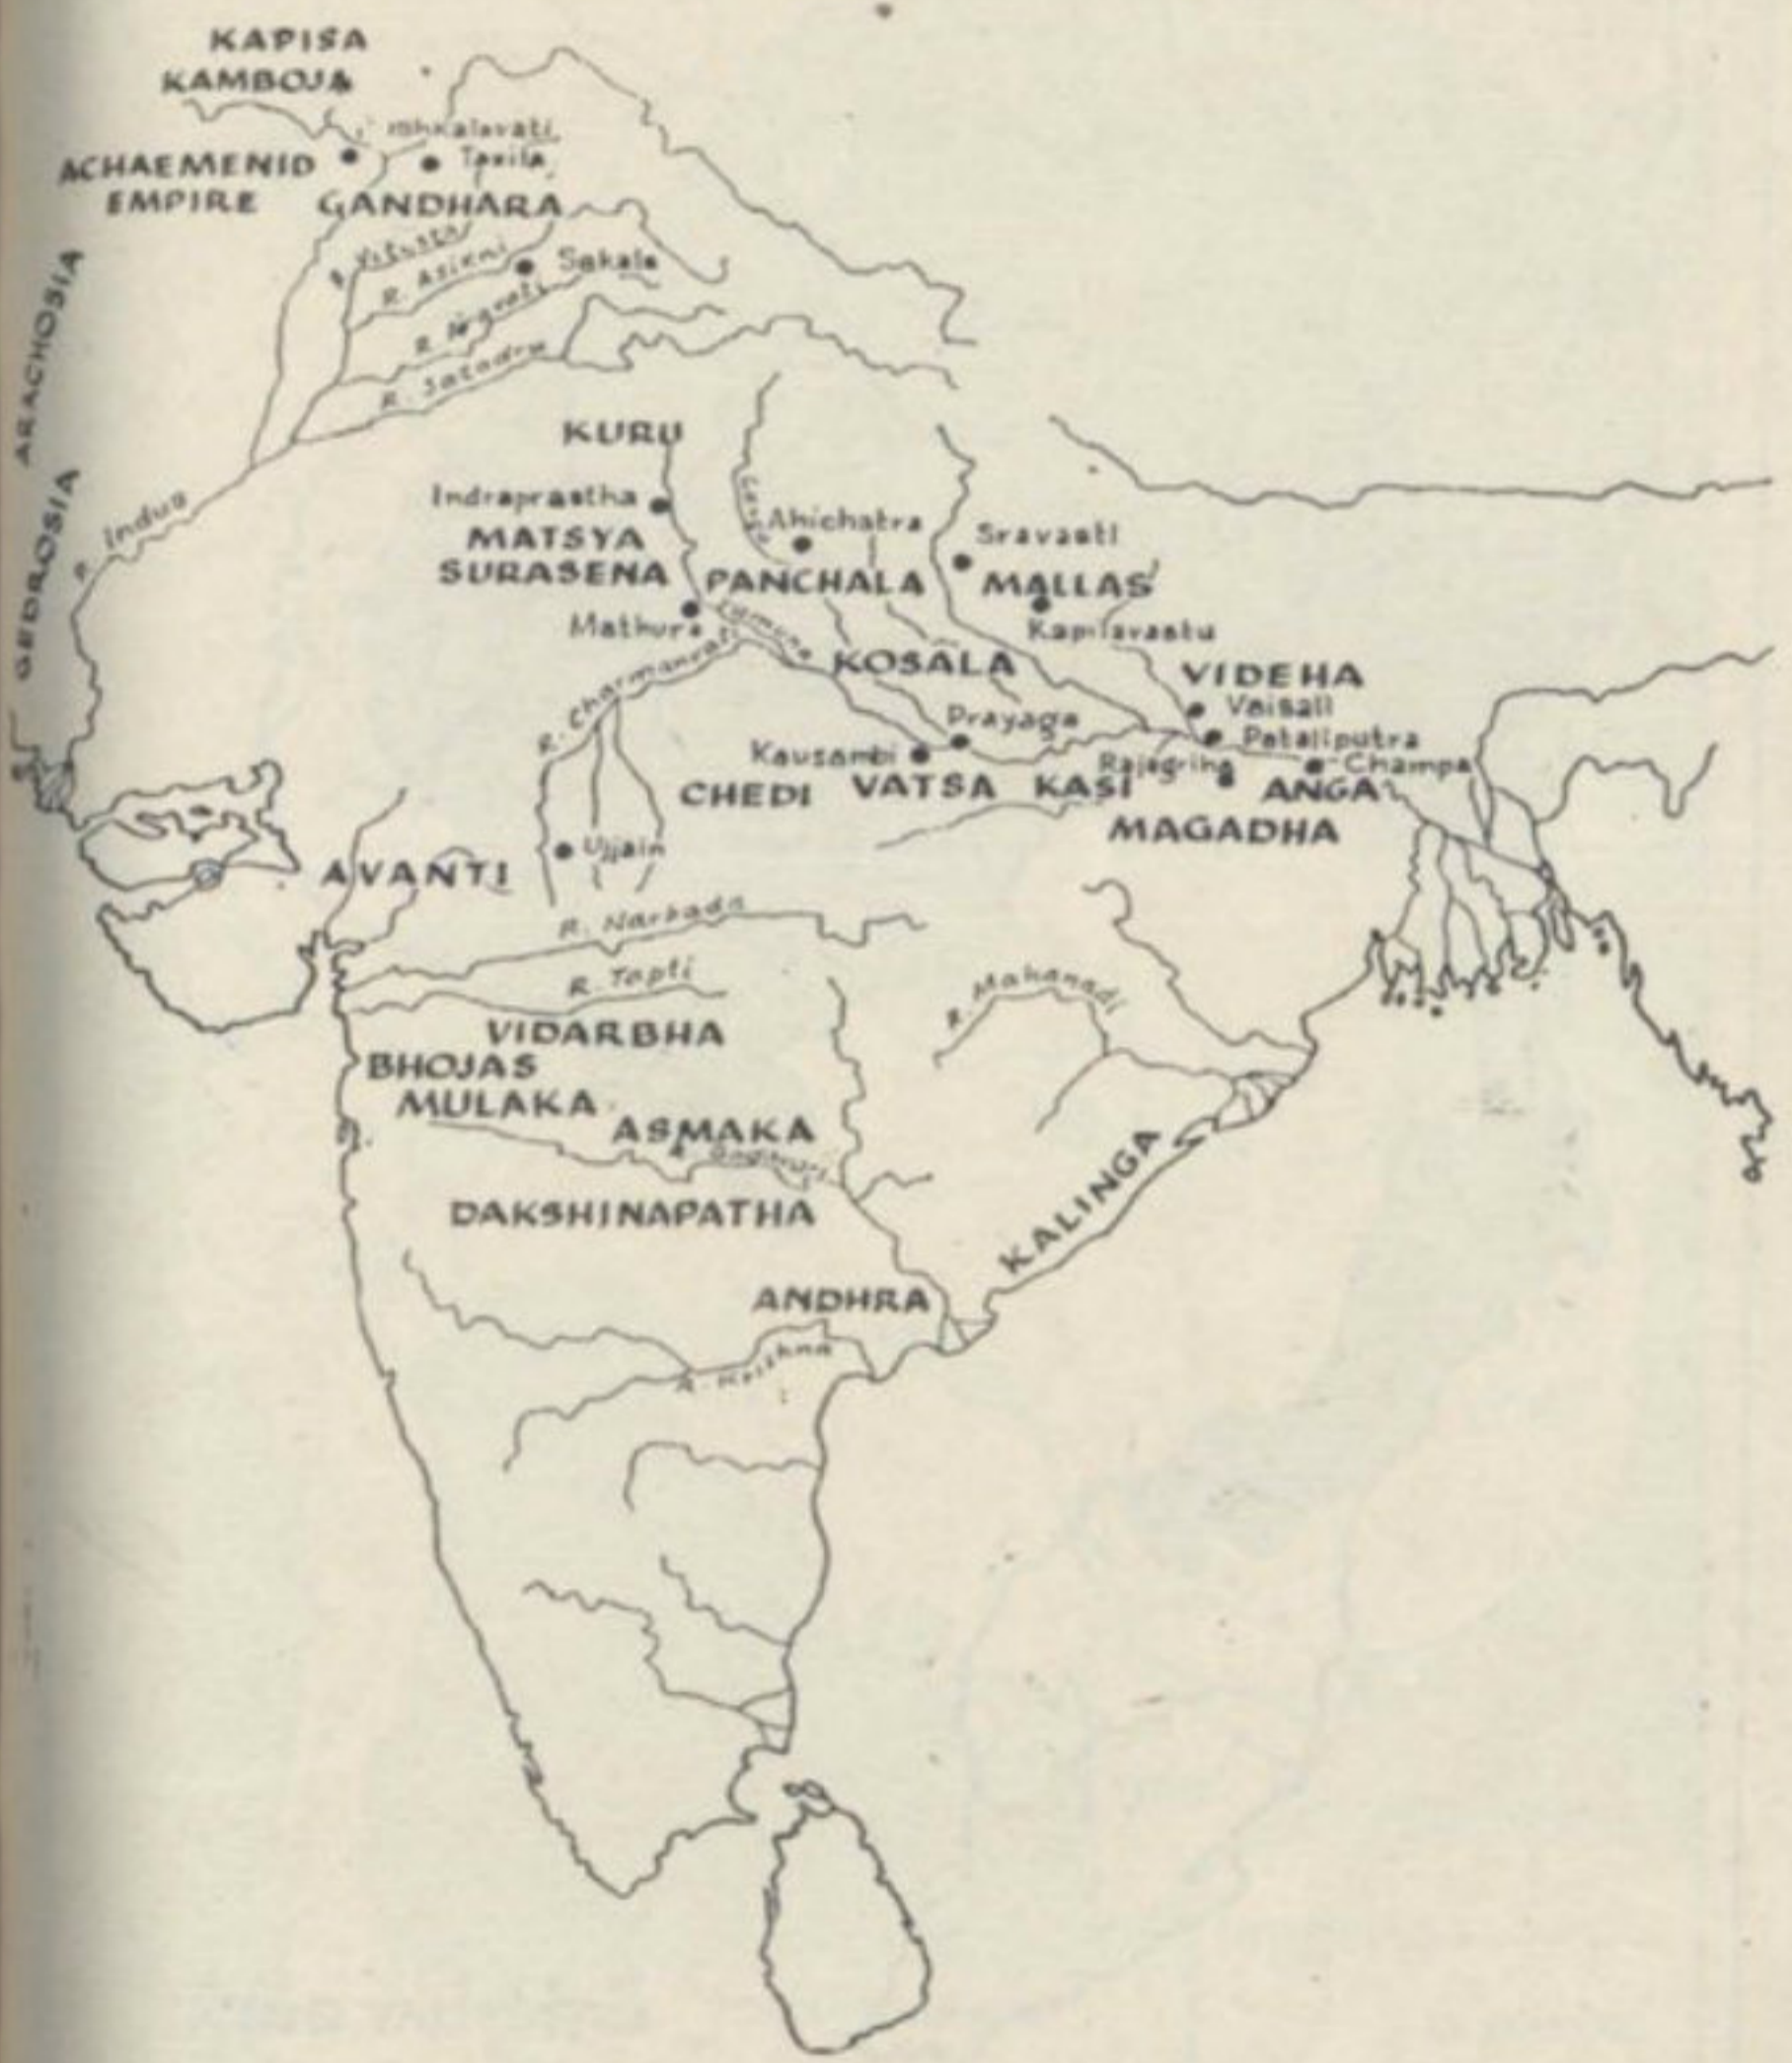 KAPISA
KAMBOJA
Taxila
ACHAEMENID
EMPIRE
GANDHARA
R. Asikni
Sakala
R. Satadru
ARACHOSIA
GEDROSIA
R. Indus
KURU
Indraprastha
MATSYA
SURASENA
Mathura
Ahichatra
PANCHALA
Sravasti
MALLAS
Kapilavastu
Yamuna
R. Charmanvati
KOSALA
VIDEHA
Vaisali
Prayaga
Pataliputra
Kausambi
Rajagriha
Champa
CHEDI
VATSA
KASI
ANGA
MAGADHA
Ujjain
AVANTI
R. Narbada
R. Tapti
R. Mahanadi
VIDARBHA
BHOJAS
MULAKA
ASMAKA
DAKSHINAPATHA
KALINGA
ANDHRA
R. Krishna